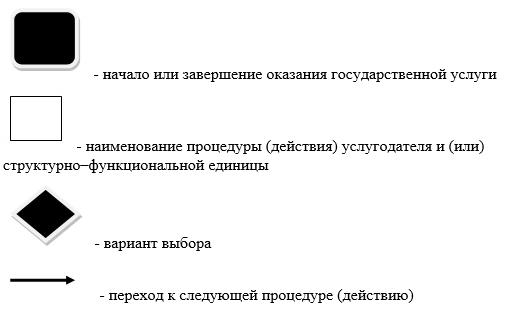 - начало или завершение оказания государственной услуги
- наименование процедуры (действия) услугодателя и (или)
структурно–функциональной единицы
- вариант выбора
- переход к следующей процедуре (действию)